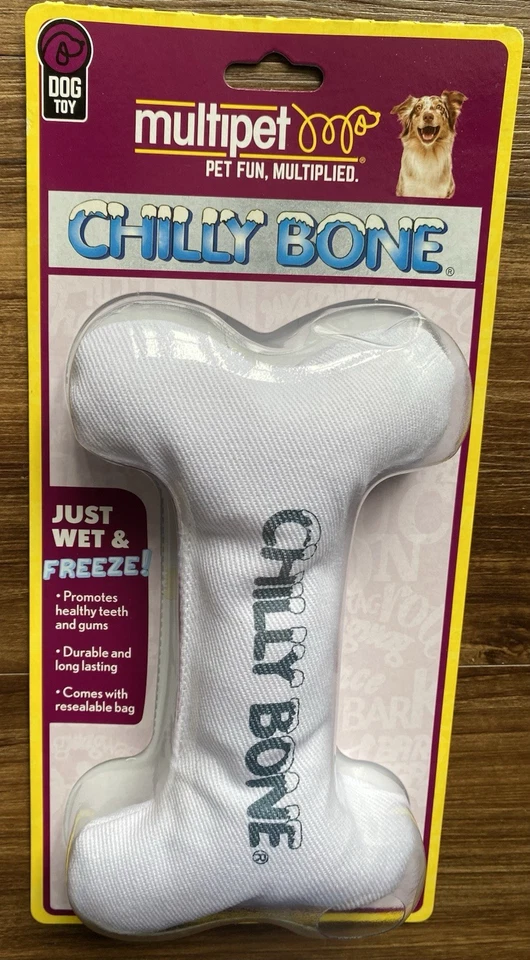 DOG
TOY
multipet®
PET FUN, MULTIPLIED.
CHILLY BONE®
JUST
WET &
FREEZE!
• Promotes
healthy teeth
and gums
• Durable and
long lasting
• Comes with
resealable bag
CHILLY BONE®
BARK